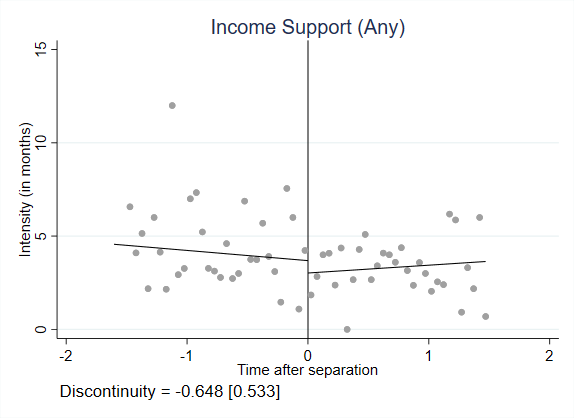 Income Support (Any)
15
10
5
0
Intensity (in months)
-2 -1 0 1 2
Time after separation
Discontinuity = -0.648 [0.533]